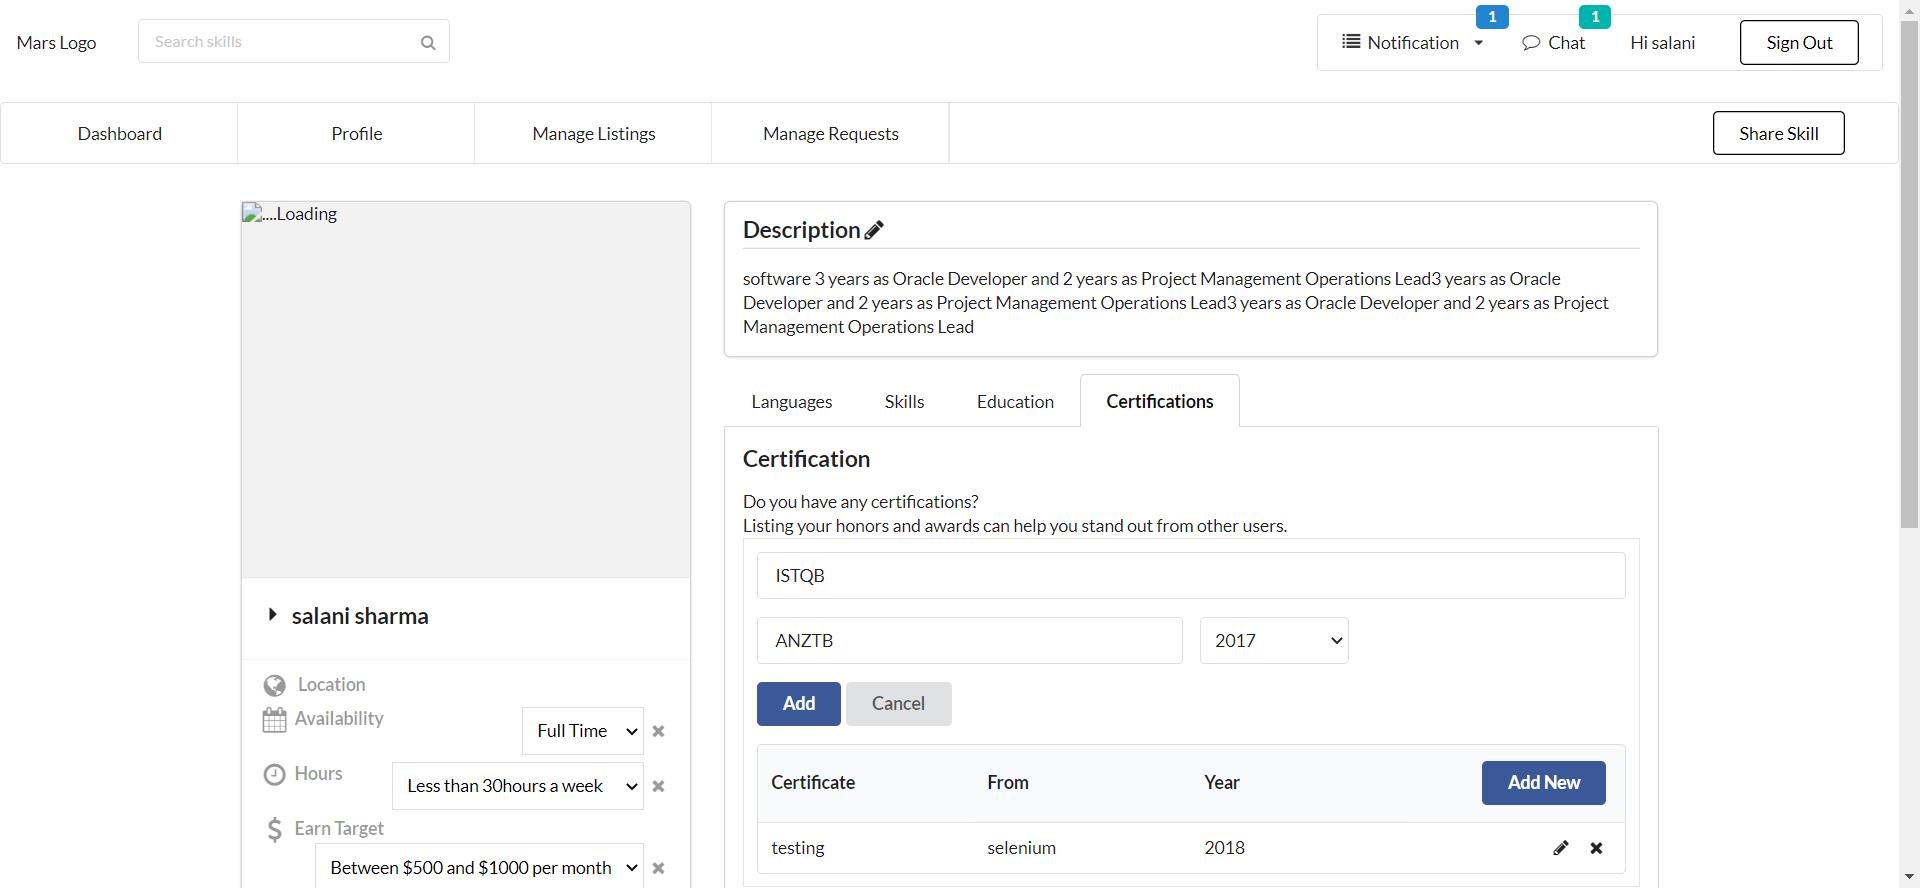 Mars Logo
Search skills
Notification
1
Chat
1
Hi salani
Sign Out
Dashboard
Profile
Manage Listings
Manage Requests
Share Skill
....Loading
salani sharma
Location
Availability
Full Time
Hours
Less than 30hours a week
Earn Target
Between $500 and $1000 per month
Description
software 3 years as Oracle Developer and 2 years as Project Management Operations Lead3 years as Oracle
Developer and 2 years as Project Management Operations Lead3 years as Oracle Developer and 2 years as Project
Management Operations Lead
Languages
Skills
Education
Certifications
Certification
Do you have any certifications?
Listing your honors and awards can help you stand out from other users.
ISTQB
ANZTB
2017
Add
Cancel
Certificate
From
Year
Add New
testing
selenium
2018